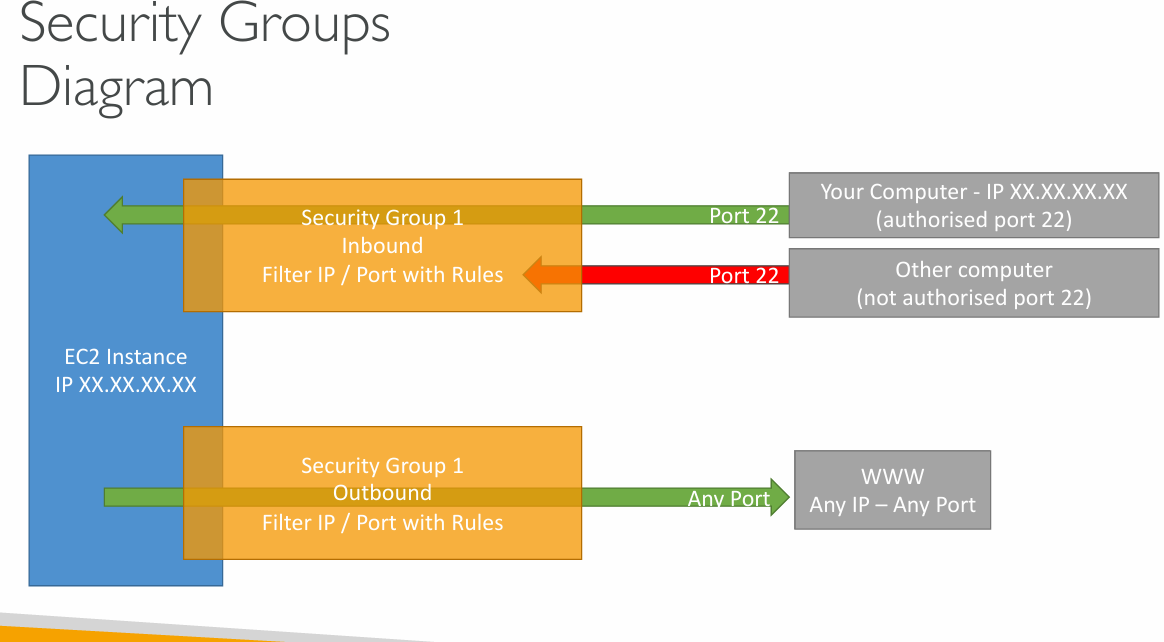 Security Groups
Diagram
Security Group 1
Inbound
Filter IP / Port with Rules
Port 22
Your Computer - IP XX.XX.XX.XX
(authorised port 22)
Port 22
Other computer
(not authorised port 22)
EC2 Instance
IP XX.XX.XX.XX
Security Group 1
Outbound
Filter IP / Port with Rules
Any Port
WWW
Any IP – Any Port